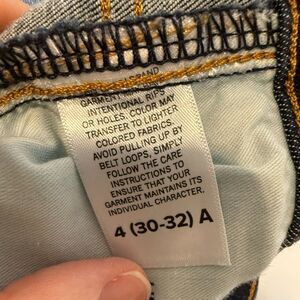 BRAND
GARMENT
INTENTIONAL RIPS
OR HOLES. COLOR MAY
TRANSFER TO LIGHTER
COLORED FABRICS.
AVOID PULLING UP BY
BELT LOOPS, SIMPLY
FOLLOW THE CARE
INSTRUCTIONS TO
ENSURE THAT YOUR
GARMENT MAINTAINS ITS
INDIVIDUAL CHARACTER.
4 (30-32) A